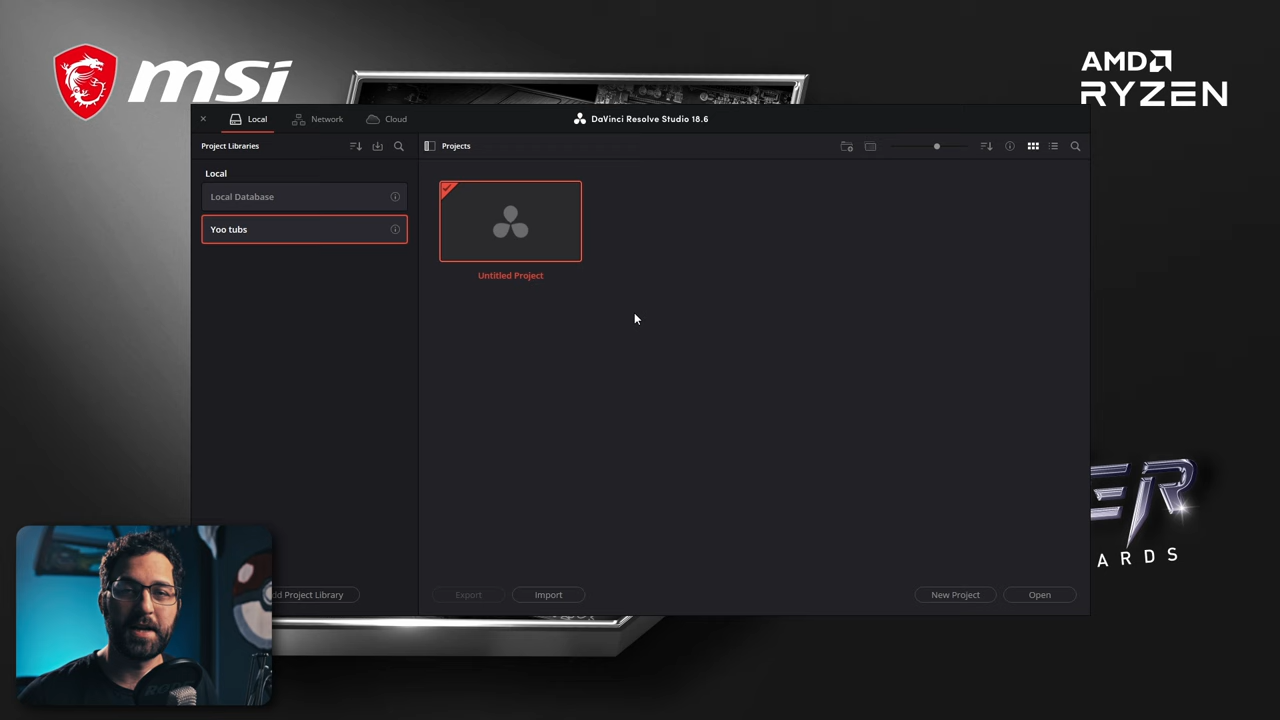 msi
AMD
RYZEN
Local
Network
Cloud
DaVinci Resolve Studio 18.6
Project Libraries
Projects
Local
Local Database
Yoo tubs
Untitled Project
ER
ARDS
dd Project Library
Export
Import
New Project
Open